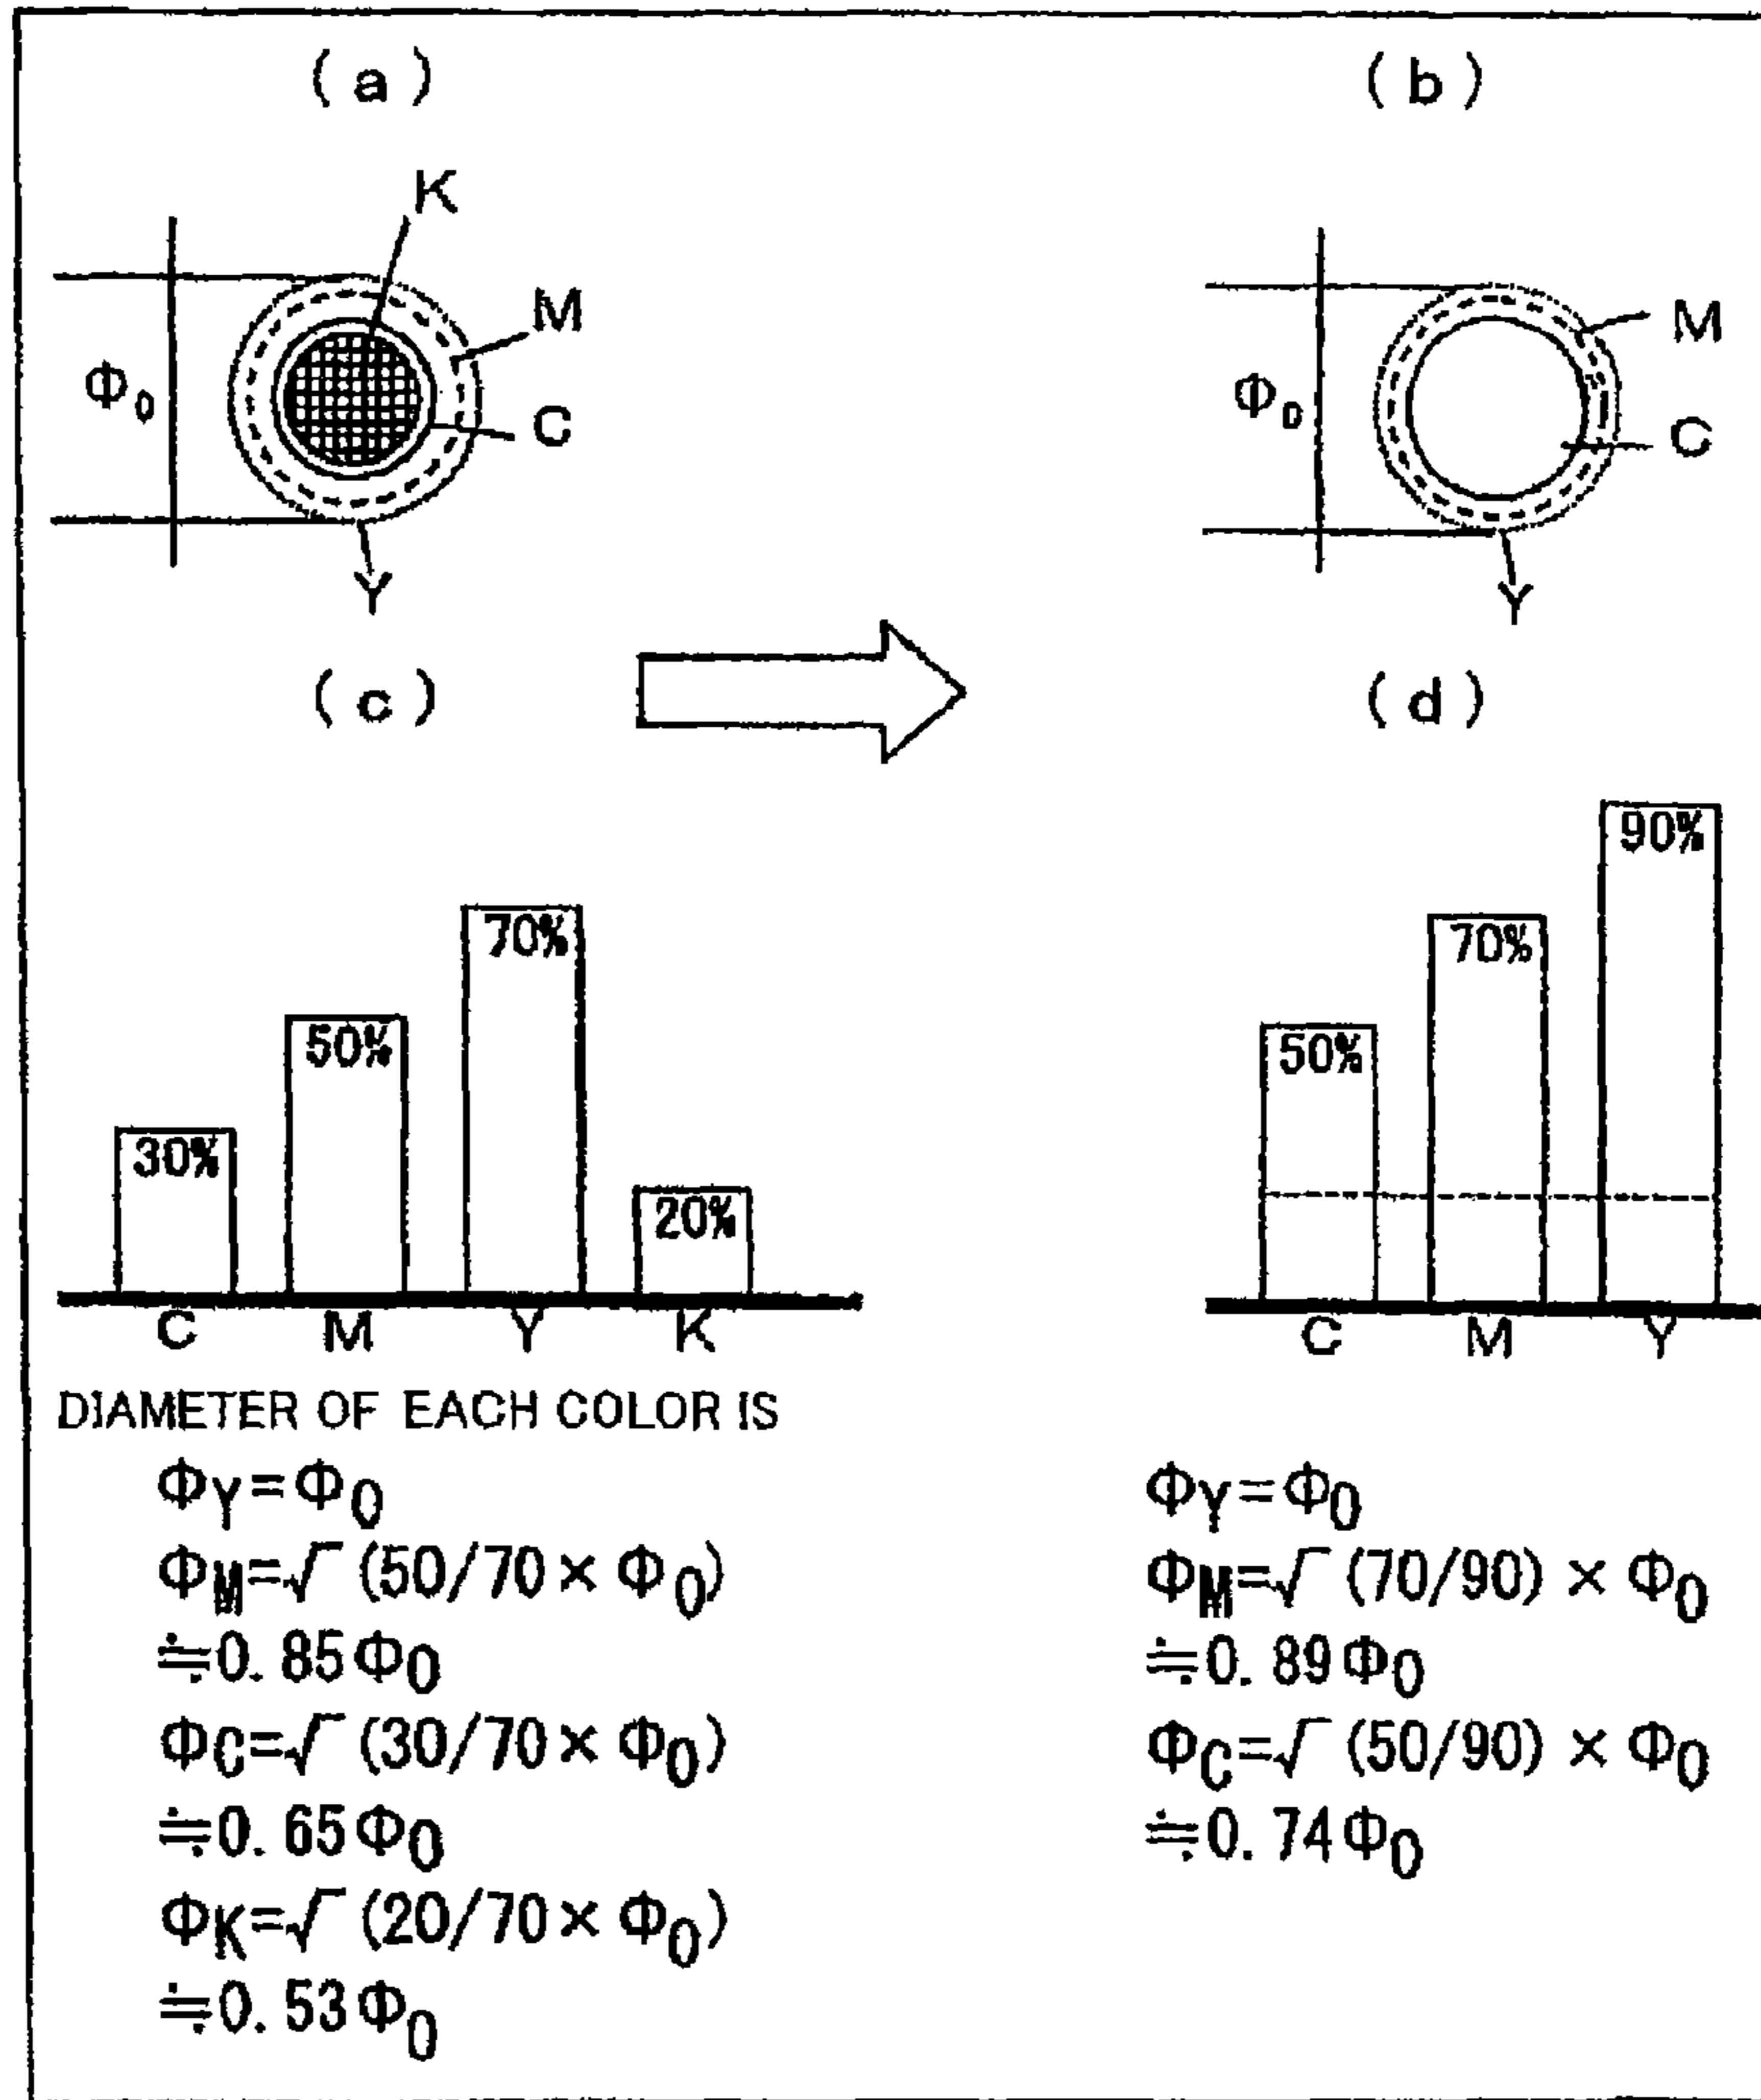 (a) (b)
K
M
C
Y
Φ0
M
C
Y
Φ0
(c) (d)
30% 50% 70% 20%
C M Y K
50% 70% 90%
C M Y
DIAMETER OF EACH COLOR IS
ΦY=Φ0
ΦM=√(50/70×Φ0)
≒0.85Φ0
ΦC=√(30/70×Φ0)
≒0.65Φ0
ΦK=√(20/70×Φ0)
≒0.53Φ0
ΦY=Φ0
ΦM=√(70/90)×Φ0
≒0.89Φ0
ΦC=√(50/90)×Φ0
≒0.74Φ0